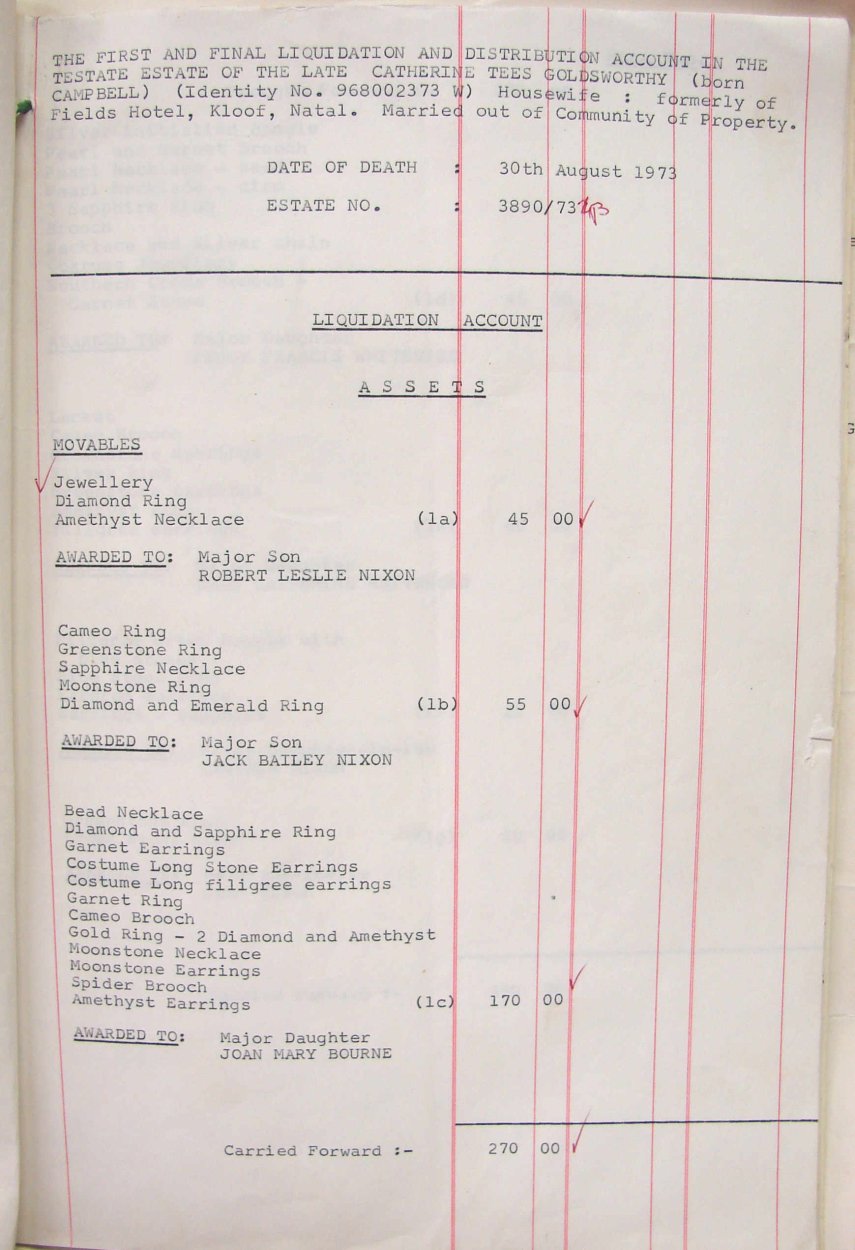 THE FIRST AND FINAL LIQUIDATION AND DISTRIBUTION ACCOUNT IN THE
TESTATE ESTATE OF THE LATE CATHERINE TEES GOLDSWORTHY (born
CAMPBELL) (Identity No. 968002373 W) Housewife : formerly of
Fields Hotel, Kloof, Natal. Married out of Community of Property.
DATE OF DEATH : 30th August 1973
ESTATE NO. : 3890/73
LIQUIDATION ACCOUNT
A S S E T S
MOVABLES
Jewellery
Diamond Ring
Amethyst Necklace (1a) 45 00
AWARDED TO: Major Son
ROBERT LESLIE NIXON
Cameo Ring
Greenstone Ring
Sapphire Necklace
Moonstone Ring
Diamond and Emerald Ring (1b) 55 00
AWARDED TO: Major Son
JACK BAILEY NIXON
Bead Necklace
Diamond and Sapphire Ring
Garnet Earrings
Costume Long Stone Earrings
Costume Long filigree earrings
Garnet Ring
Cameo Brooch
Gold Ring - 2 Diamond and Amethyst
Moonstone Necklace
Moonstone Earrings
Spider Brooch
Amethyst Earrings (1c) 170 00
AWARDED TO: Major Daughter
JOAN MARY BOURNE
Carried Forward :- 270 00